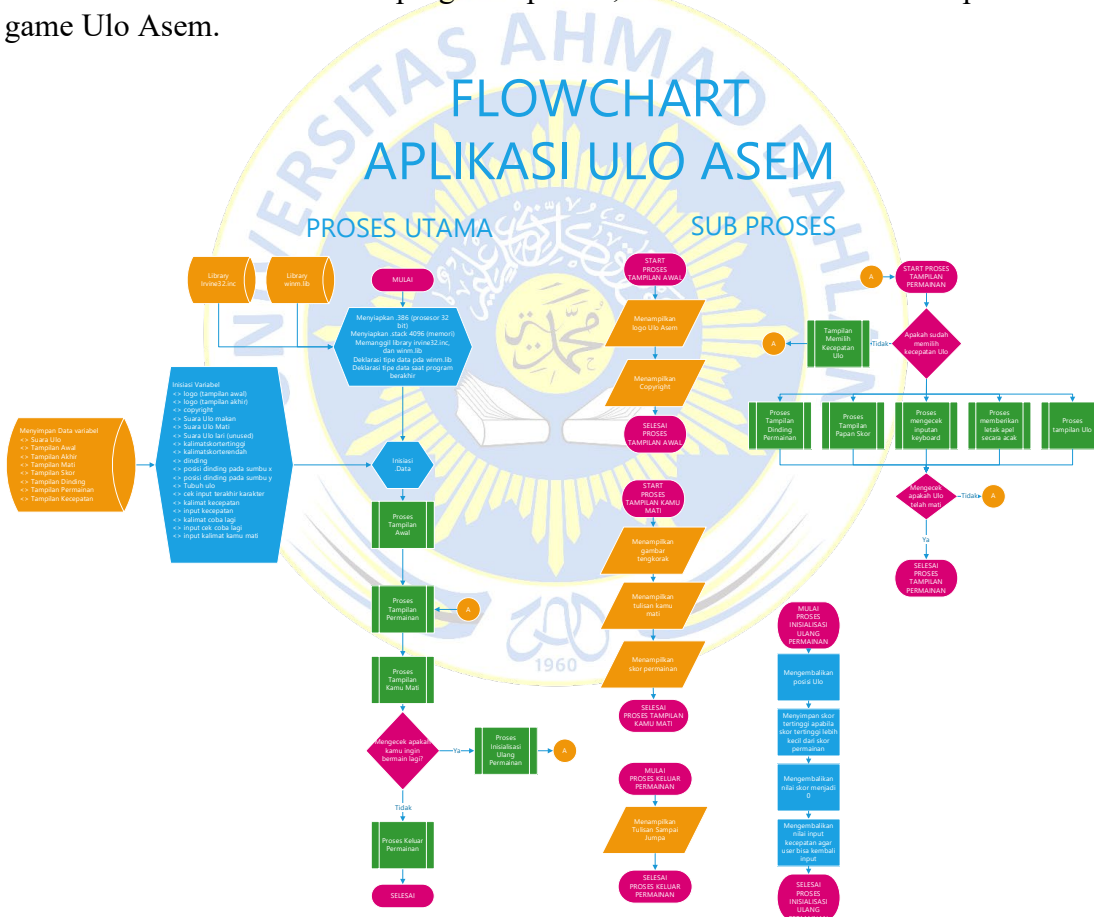 game Ulo Asem.
FLOWCHART
APLIKASI ULO ASEM
PROSES UTAMA
SUB PROSES
Library
Irvine32.inc
Library
winm.lib
MULAI
Menyiapkan .386 (prosesor 32
bit)
Menyiapkan .stack 4096 (memori)
Memanggil library irvine32.inc,
dan winm.lib
Deklarasi tipe data pda winm.lib
Deklarasi tipe data saat program
berakhir
Menyimpen Data variabel
<> Suara Ulo
<> Tampilan Awal
<> Tampilan Akhir
<> Tampilan Mati
<> Tampilan Skor
<> Tampilan Dinding
<> Tampilan Permainan
<> Tampilan Kecepatan
Inisiasi Variabel
<> logo (tampilan awal)
<> logo (tampilan akhir)
<> copyright
<> Suara Ulo makan
<> Suara Ulo Mati
<> Suara Ulo lari (unused)
<> kalimatskortertinggi
<> kalimatskorterendah
<> dinding
<> posisi dinding pada sumbu x
<> posisi dinding pada sumbu y
<> Tubuh ulo
<> cek input terakhir karakter
<> kalimat kecepatan
<> input kecepatan
<> kalimat coba lagi
<> input cek coba lagi
<> input kalimat kamu mati
Inisiasi
.Data
Proses
Tampilan
Awal
Proses
Tampilan
Permainan
A
Proses
Tampilan
Kamu Mati
Mengecek apakah
kamu ingin
bermain lagi?
Ya
Proses
Inisialisasi
Ulang
Permainan
A
Tidak
Proses Keluar
Permainan
SELESAI
START
PROSES
TAMPILAN AWAL
Menampilkan
logo Ulo Asem
Menampilkan
Copyright
SELESAI
PROSES
TAMPILAN AWAL
START
PROSES
TAMPILAN KAMU
MATI
Menampilkan
gambar
tengkorak
Menampilkan
tulisan kamu
mati
Menampilkan
skor permainan
SELESAI
PROSES TAMPILAN
KAMU MATI
MULAI
PROSES KELUAR
PERMAINAN
Menampilkan
Tulisan Sampai
Jumpa
SELESAI
PROSES KELUAR
PERMAINAN
A
START PROSES
TAMPILAN
PERMAINAN
Apakah sudah
memilih
kecepatan Ulo
Tidak
Tampilan
Memilih
Kecepatan
Ulo
A
Proses
Tampilan
Dinding
Permainan
Proses
Tampilan
Papan Skor
Proses
mengecek
inputan
keyboard
Proses
memberikan
letak apel
secara acak
Proses
tampilan Ulo
Mengecek
apakah Ulo
telah mati
Tidak
A
Ya
SELESAI
PROSES
TAMPILAN
PERMAINAN
MULAI
PROSES
INISIALISASI
ULANG
PERMAINAN
Mengembalikan
posisi Ulo
Menyimpan skor
tertinggi apabila
skor tertinggi lebih
kecil dari skor
permainan
Mengembalikan
nilai skor menjadi
0
Mengembalikan
nilai input
kecepatan agar
user bisa kembali
input
SELESAI
PROSES
INISIALISASI
ULANG
UNIVERSITAS AHMAD DAHLAN
1960